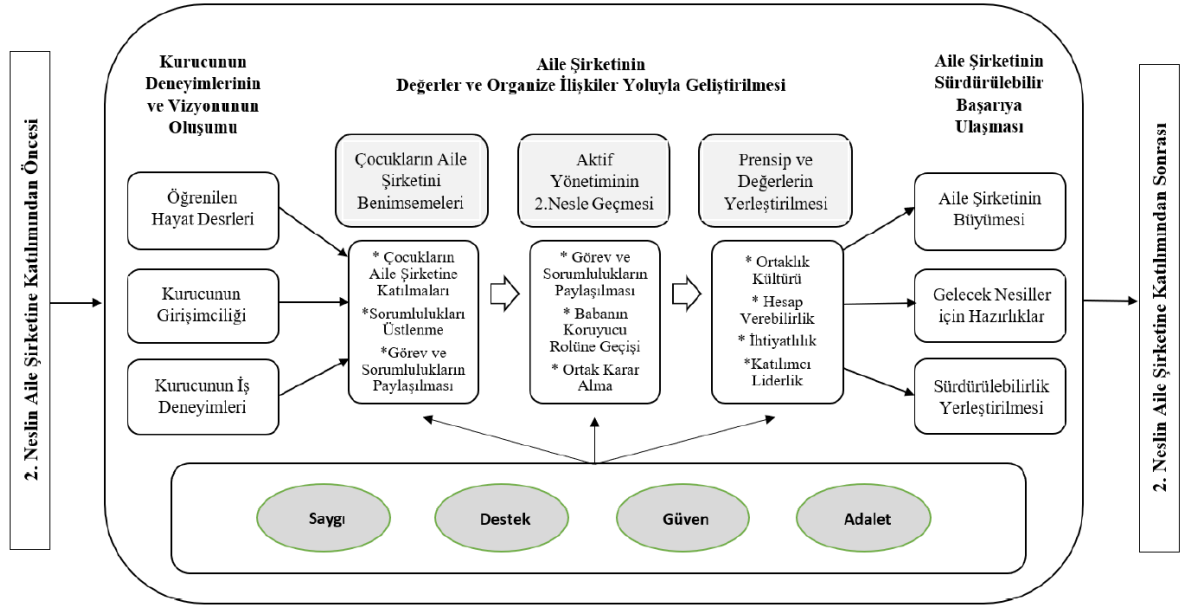 2. Neslin Aile Şirketine Katılımından Öncesi
Kurucunun
Deneyimlerinin
ve Vizyonunun
Oluşumu
Öğrenilen
Hayat Desrleri
Kurucunun
Girişimciliği
Kurucunun İş
Deneyimleri
Aile Şirketinin
Değerler ve Organize İlişkiler Yoluyla Geliştirilmesi
Çocukların Aile
Şirketini
Benimsemeleri
* Çocukların
Aile Şirketine
Katılmaları
*Sorumlulukları
Üstlenme
*Görev ve
Sorumlulukların
Paylaşılması
Aktif
Yönetiminin
2.Nesle Geçmesi
* Görev ve
Sorumlulukların
Paylaşılması
* Babanın
Koruyucu
Rolüne Geçişi
* Ortak Karar
Alma
Prensip ve
Değerlerin
Yerleştirilmesi
* Ortaklık
Kültürü
* Hesap
Verebilirlik
* İhtiyatlılık
*Katılımcı
Liderlik
Aile Şirketinin
Sürdürülebilir
Başarıya
Ulaşması
Aile Şirketinin
Büyümesi
Gelecek Nesiller
için Hazırlıklar
Sürdürülebilirlik
Yerleştirilmesi
Saygı
Destek
Güven
Adalet
2. Neslin Aile Şirketine Katılımından Sonrası